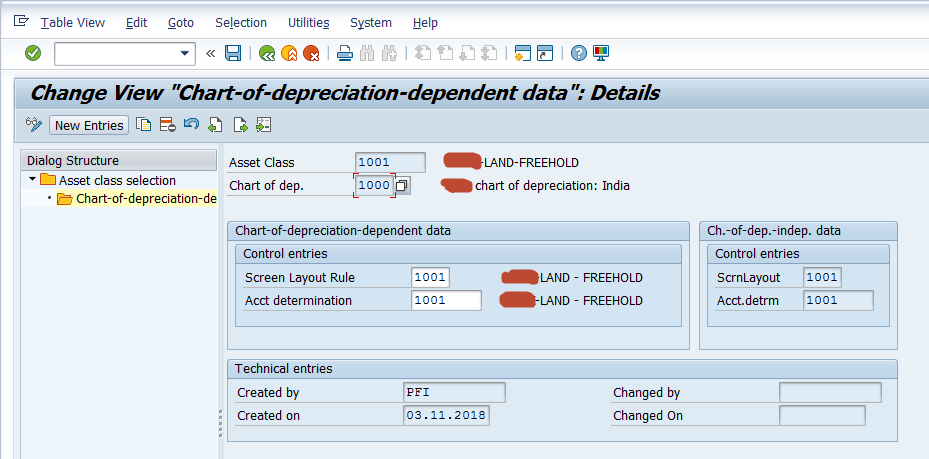 Table View Edit Goto Selection Utilities System Help
«
Change View "Chart-of-depreciation-dependent data": Details
New Entries
Dialog Structure
Asset class selection
Chart-of-depreciation-de
Asset Class 1001 -LAND-FREEHOLD
Chart of dep. 1000 chart of depreciation: India
Chart-of-depreciation-dependent data
Control entries
Screen Layout Rule 1001 -LAND - FREEHOLD
Acct determination 1001 -LAND - FREEHOLD
Ch.-of-dep.-indep. data
Control entries
ScrnLayout 1001
Acct.detrm 1001
Technical entries
Created by PFI Changed by
Created on 03.11.2018 Changed On